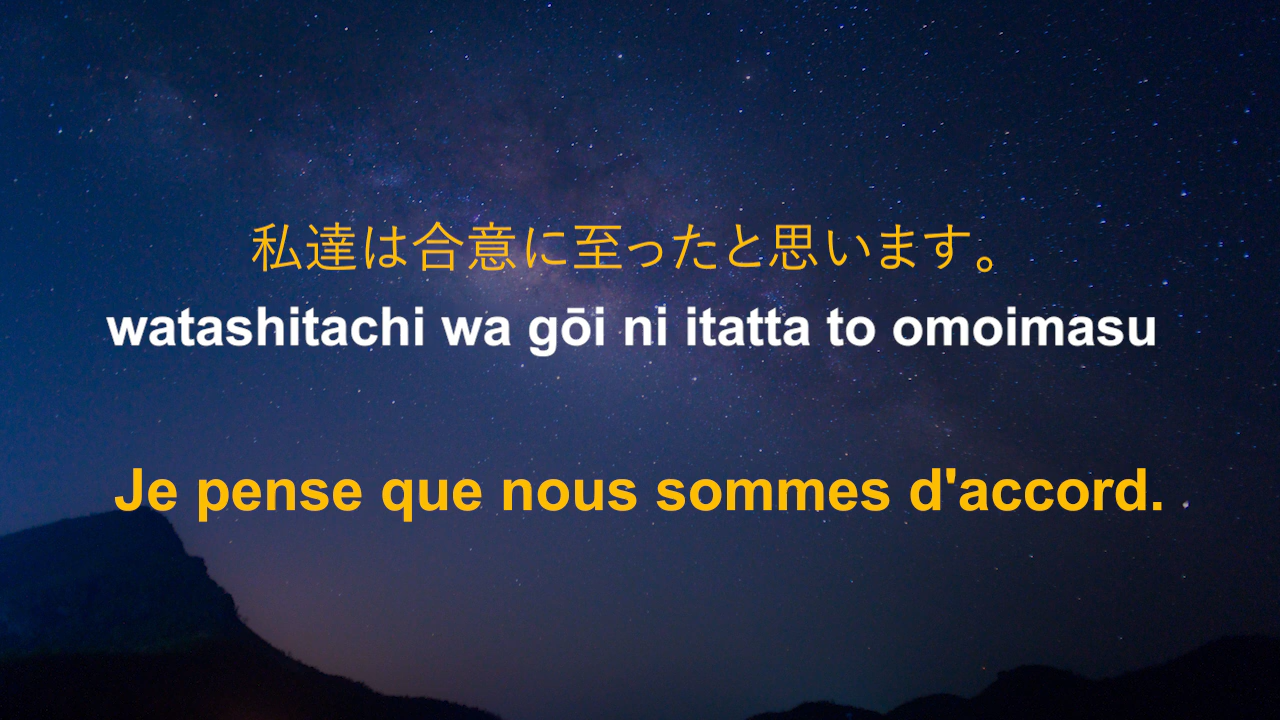 私達は合意に至ったと思います。
watashitachi wa gōi ni itatta to omoimasu
Je pense que nous sommes d'accord.